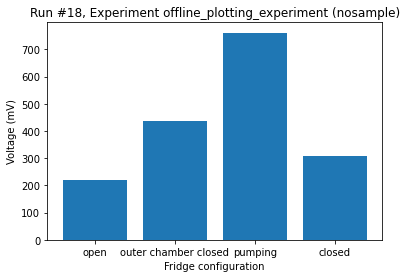 Run #18, Experiment offline_plotting_experiment (nosample)
700
600
500
400
300
200
100
0
Voltage (mV)
open outer chamber closed pumping closed
Fridge configuration